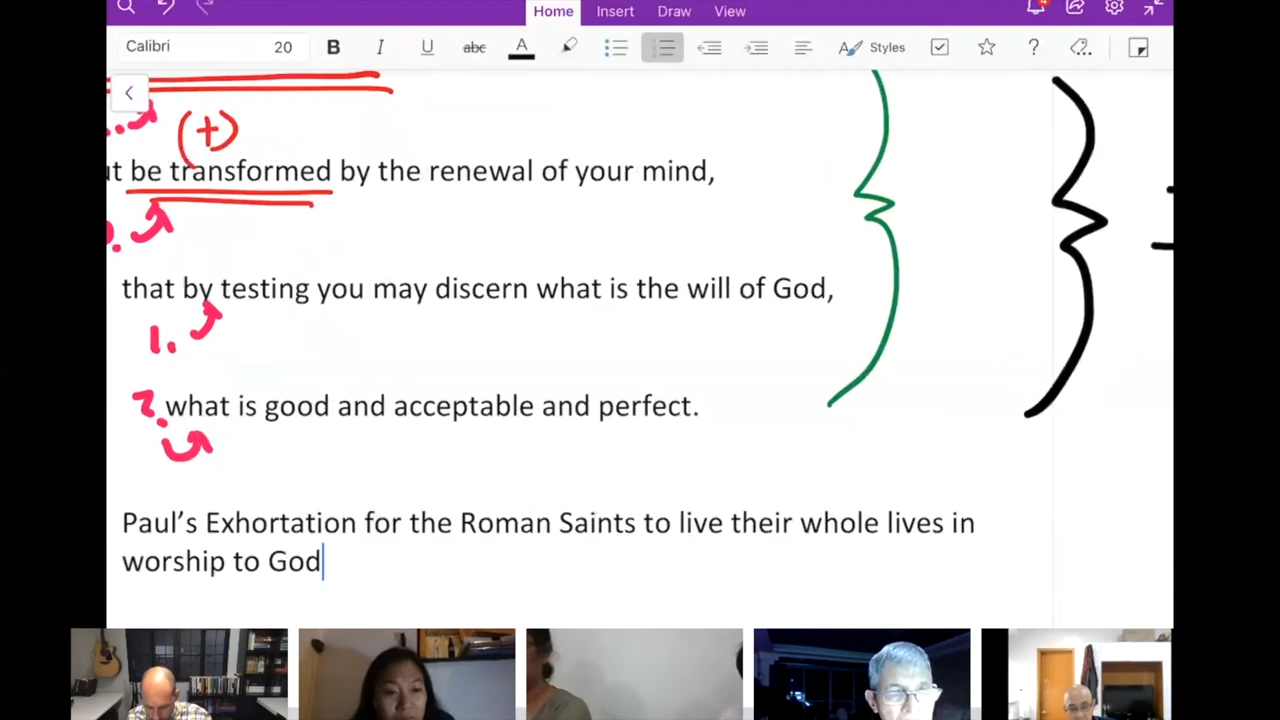 Home Insert Draw View
Calibri 20 B I U abc A Styles ?
(+)
ut be transformed by the renewal of your mind,
that by testing you may discern what is the will of God,
1.
2. what is good and acceptable and perfect.
Paul's Exhortation for the Roman Saints to live their whole lives in
worship to God